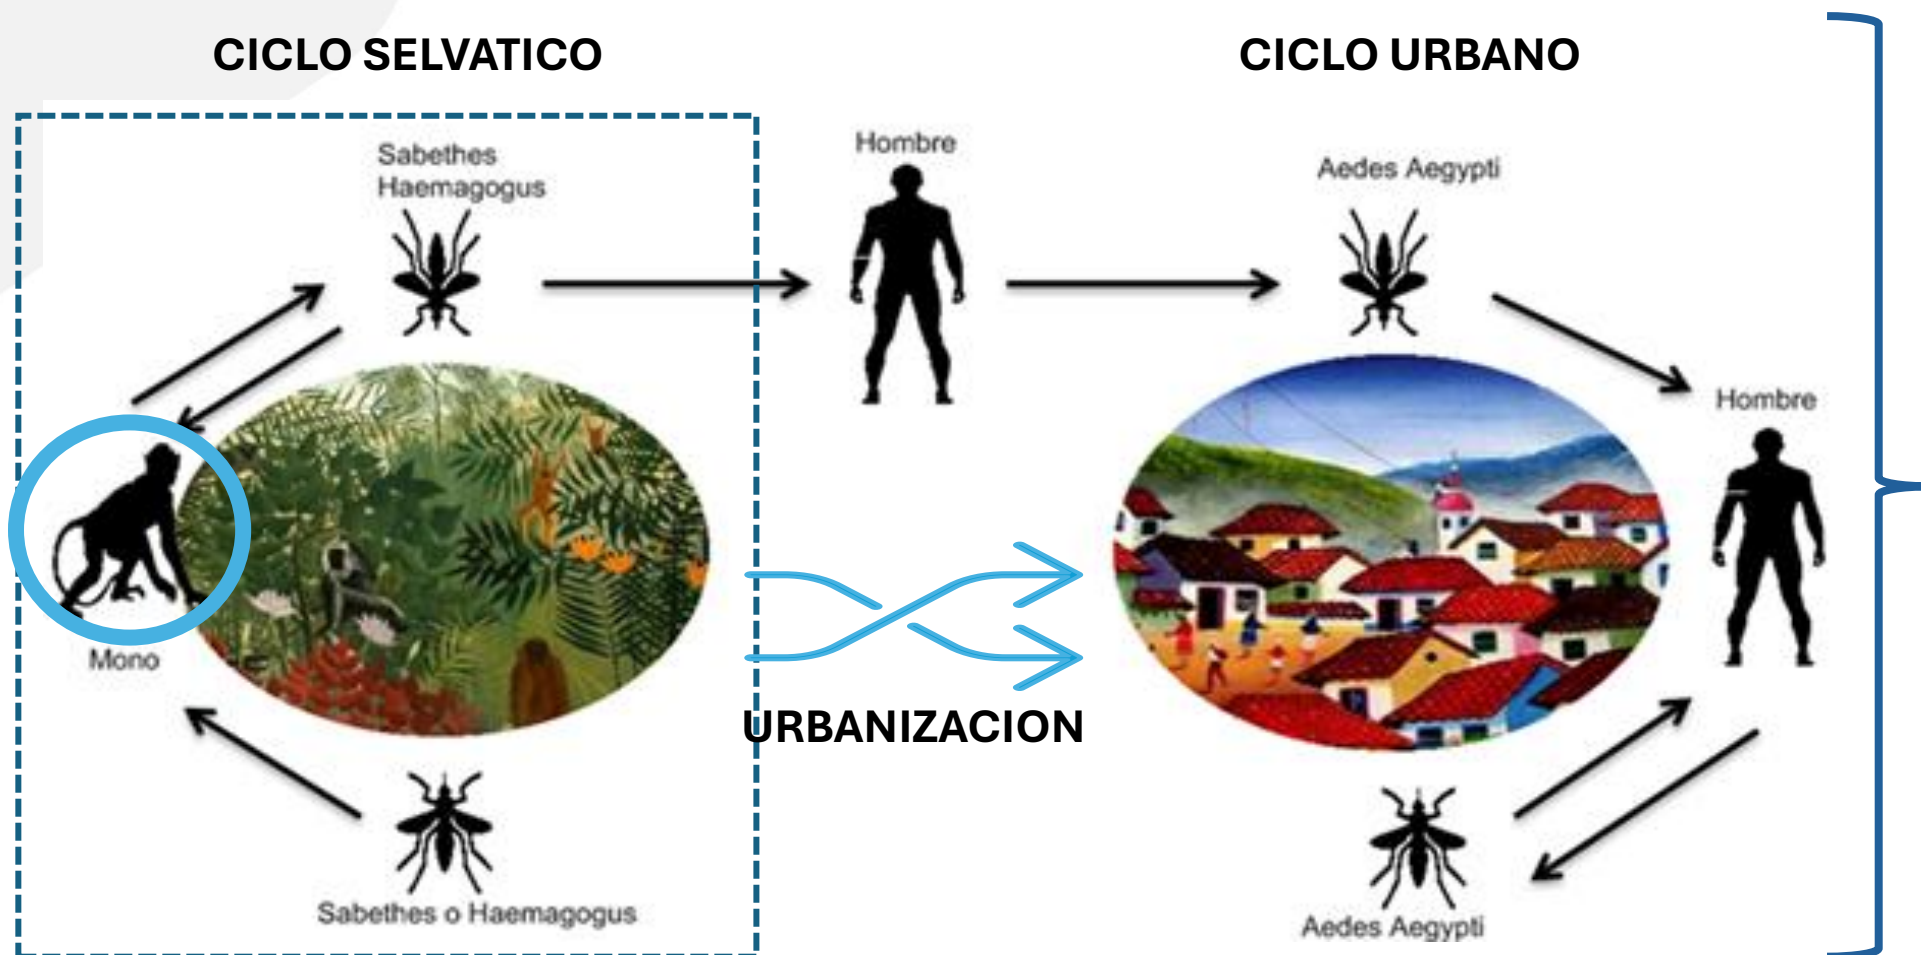 CICLO SELVATICO
CICLO URBANO
Sabethes
Haemagogus
Hombre
Aedes Aegypti
Hombre
Mono
URBANIZACION
Sabethes o Haemagogus
Aedes Aegypti